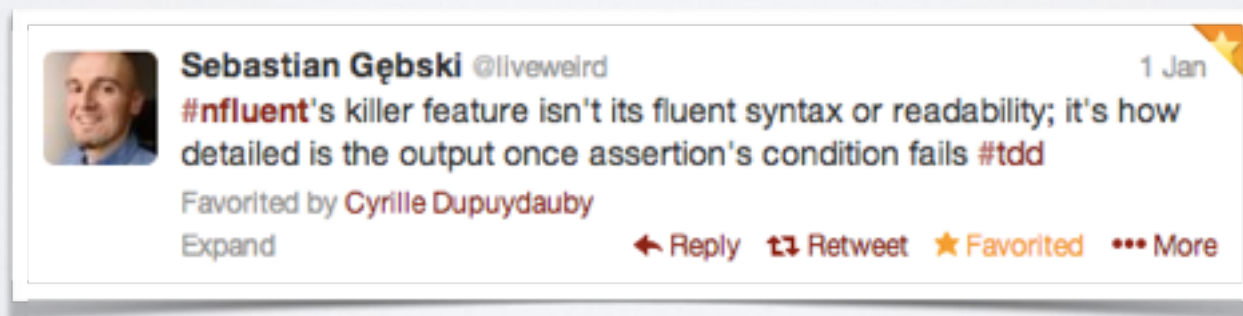 Sebastian Gębski @liveweird 1 Jan
#nfluent's killer feature isn't its fluent syntax or readability; it's how
detailed is the output once assertion's condition fails #tdd
Favorited by Cyrille Dupuydauby
Expand Reply Retweet Favorited More